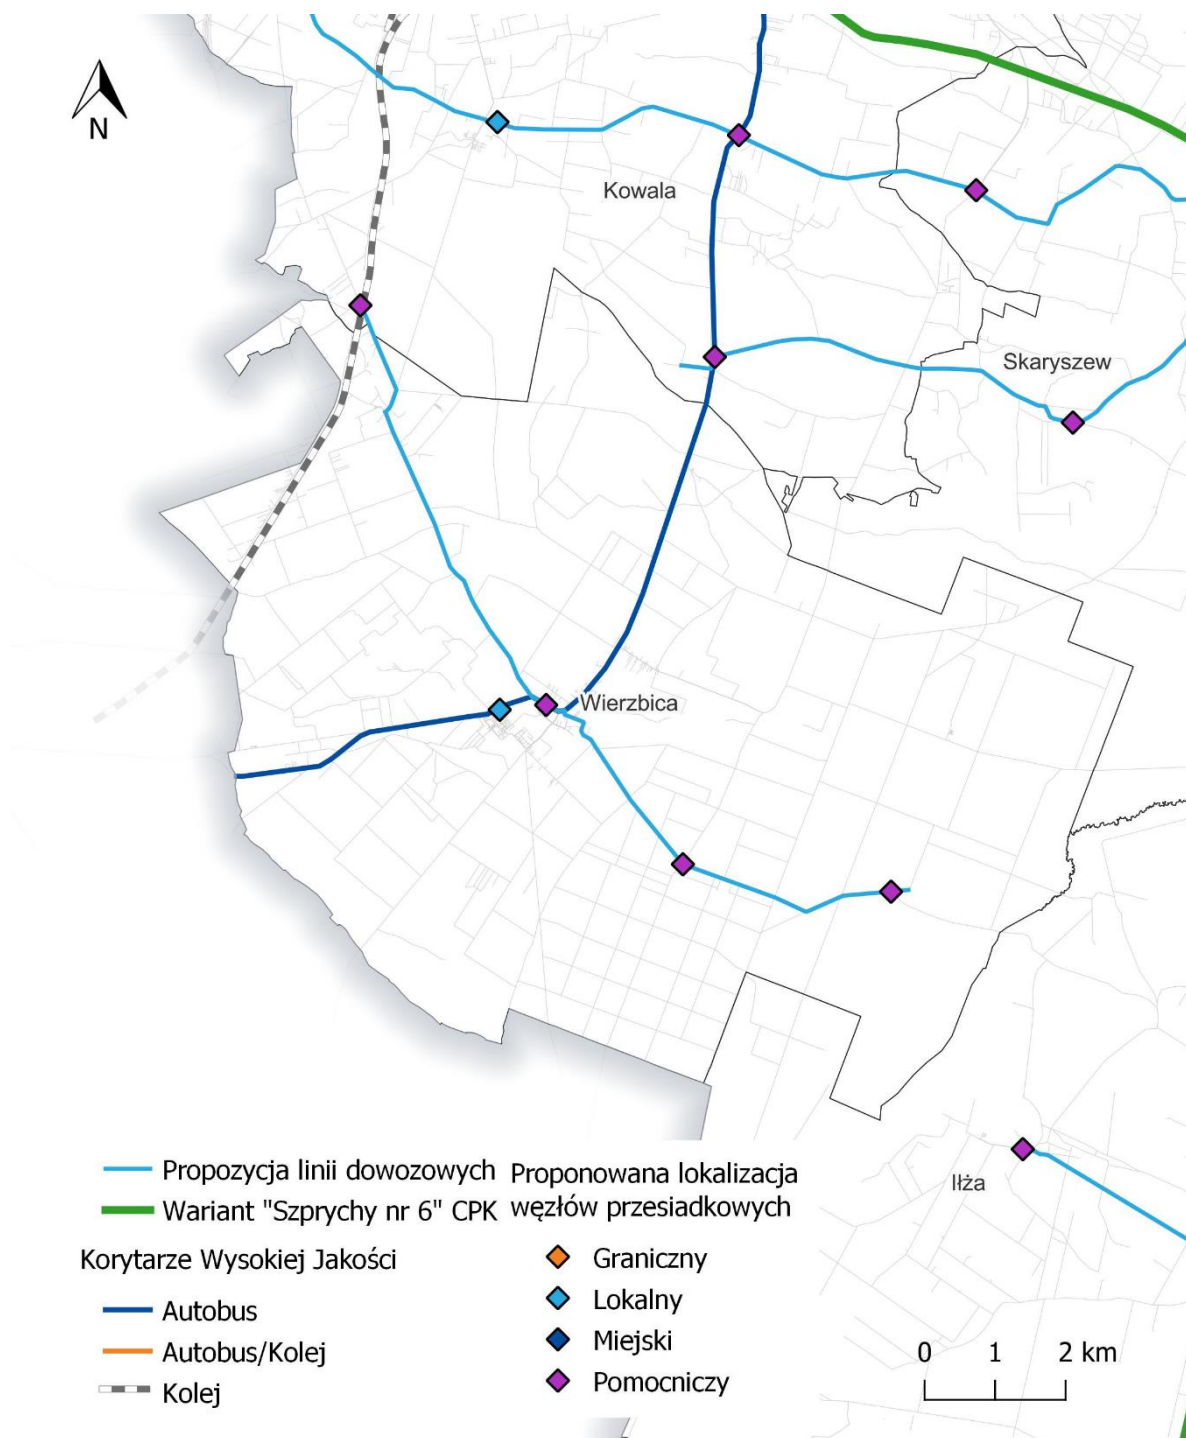 N
Kowala
Skaryszew
Wierzbica
Iłża
Propozycja linii dowozowych
Wariant "Szprychy nr 6" CPK
Korytarze Wysokiej Jakości
Autobus
Autobus/Kolej
Kolej
Proponowana lokalizacja
węzłów przesiadkowych
Graniczny
Lokalny
Miejski
Pomocniczy
0 1 2 km